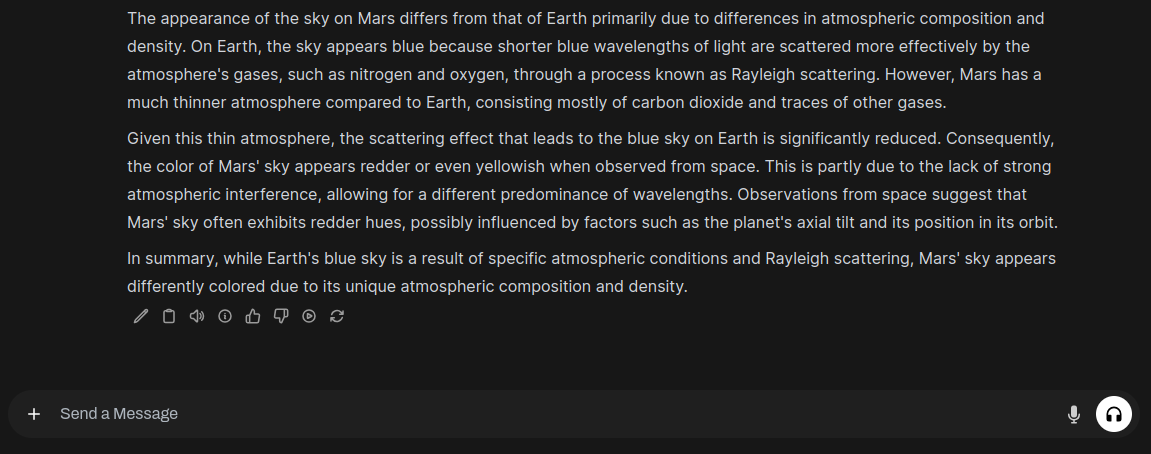 The appearance of the sky on Mars differs from that of Earth primarily due to differences in atmospheric composition and
density. On Earth, the sky appears blue because shorter blue wavelengths of light are scattered more effectively by the
atmosphere's gases, such as nitrogen and oxygen, through a process known as Rayleigh scattering. However, Mars has a
much thinner atmosphere compared to Earth, consisting mostly of carbon dioxide and traces of other gases.
Given this thin atmosphere, the scattering effect that leads to the blue sky on Earth is significantly reduced. Consequently,
the color of Mars' sky appears redder or even yellowish when observed from space. This is partly due to the lack of strong
atmospheric interference, allowing for a different predominance of wavelengths. Observations from space suggest that
Mars' sky often exhibits redder hues, possibly influenced by factors such as the planet's axial tilt and its position in its orbit.
In summary, while Earth's blue sky is a result of specific atmospheric conditions and Rayleigh scattering, Mars' sky appears
differently colored due to its unique atmospheric composition and density.
Send a Message